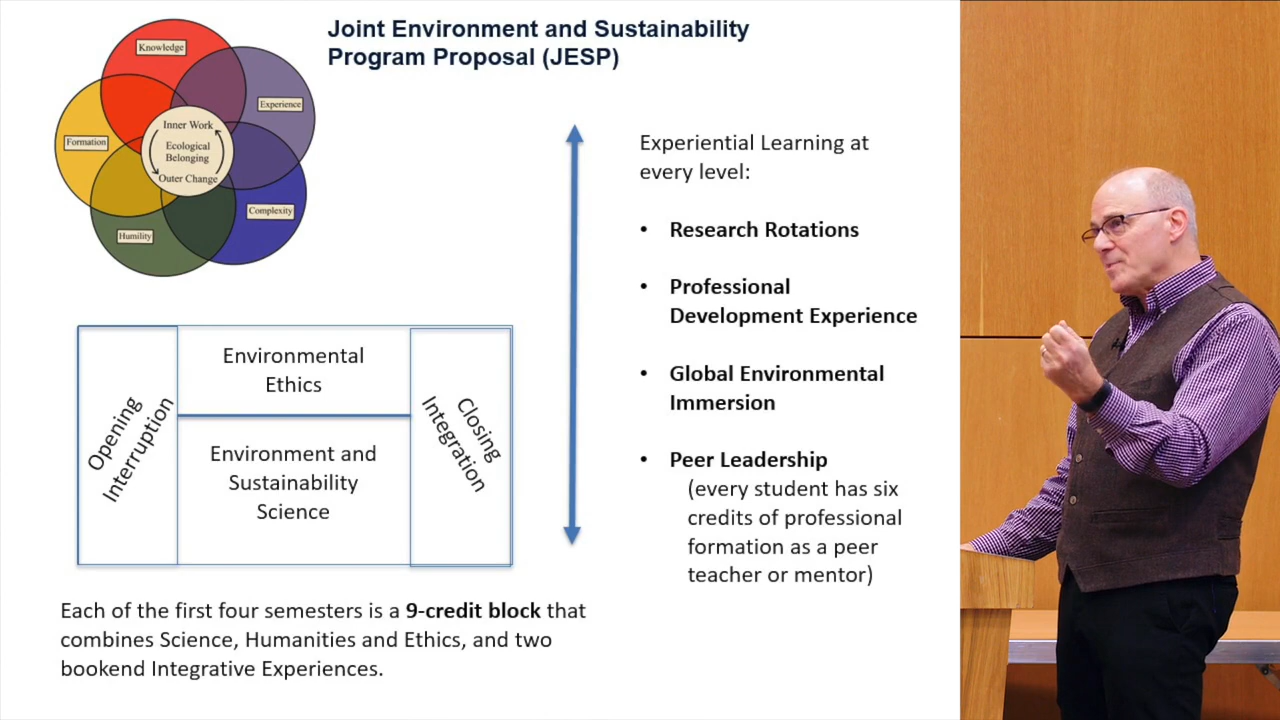 Joint Environment and Sustainability
Program Proposal (JESP)
Knowledge
Experience
Formation
Inner Work
Ecological
Belonging
Outer Change
Complexity
Humility
Experiential Learning at
every level:
• Research Rotations
• Professional
Development Experience
• Global Environmental
Immersion
• Peer Leadership
(every student has six
credits of professional
formation as a peer
teacher or mentor)
Opening
Interruption
Environmental
Ethics
Environment and
Sustainability
Science
Closing
Integration
Each of the first four semesters is a 9-credit block that
combines Science, Humanities and Ethics, and two
bookend Integrative Experiences.